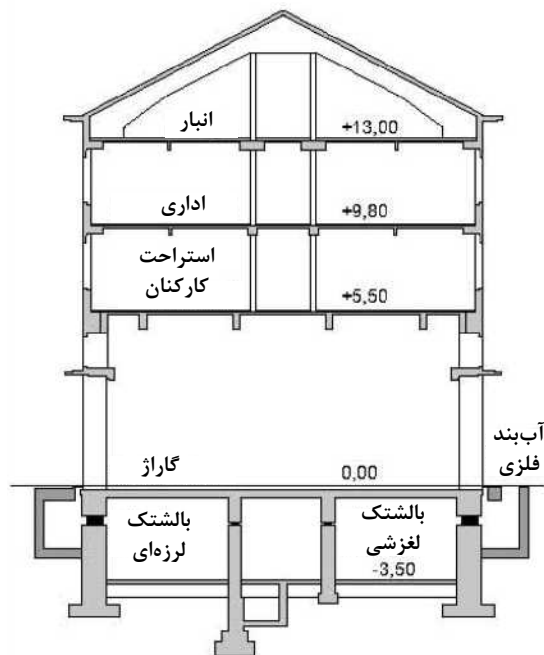 انبار
+13,00
اداری
+9,80
استراحت
کارکنان
+5,50
آب‌بند
فلزی
گاراژ
0,00
بالشتک
لرزه‌ای
بالشتک
لغزشی
-3,50